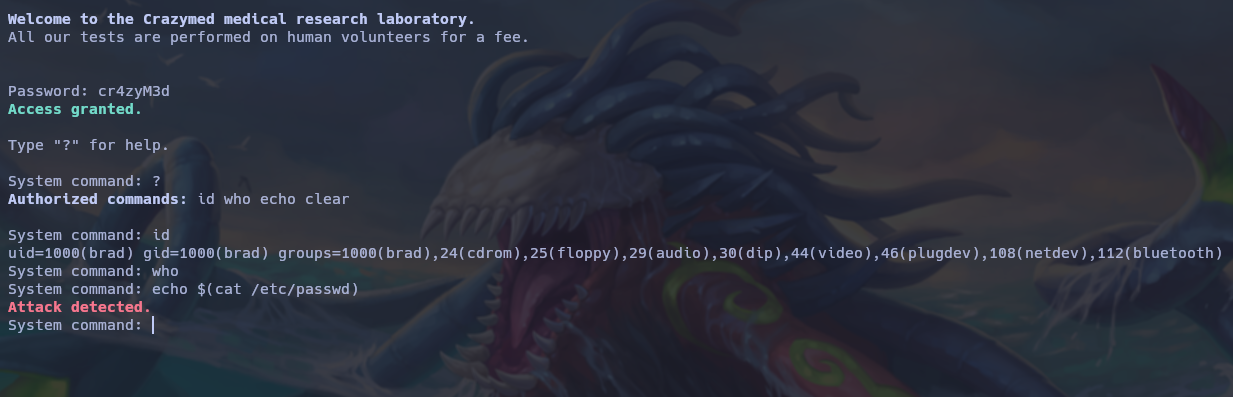 Welcome to the Crazymed medical research laboratory.
All our tests are performed on human volunteers for a fee.
Password: cr4zyM3d
Access granted.
Type "?" for help.
System command: ?
Authorized commands: id who echo clear
System command: id
uid=1000(brad) gid=1000(brad) groups=1000(brad),24(cdrom),25(floppy),29(audio),30(dip),44(video),46(plugdev),108(netdev),112(bluetooth)
System command: who
System command: echo $(cat /etc/passwd)
Attack detected.
System command: